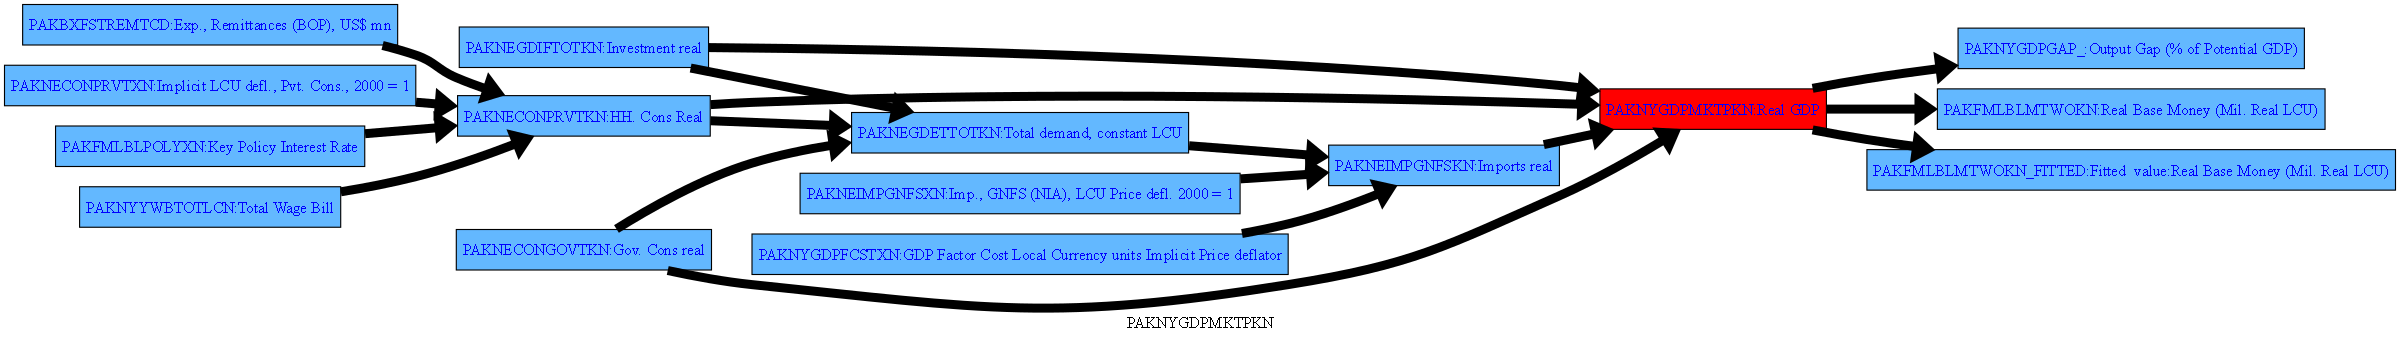 PAKBXFSTREMTCD:Exp., Remittances (BOP), US$ mn
PAKNECONPRVTXN:Implicit LCU defl., Pvt. Cons., 2000 = 1
PAKFMLBLPOLYXN:Key Policy Interest Rate
PAKNYYWBTOTLCN:Total Wage Bill
PAKNEGDIFTOTKN:Investment real
PAKNECONPRVTKN:HH. Cons Real
PAKNECONGOVTKN:Gov. Cons real
PAKNEGDETTOTKN:Total demand, constant LCU
PAKNEIMPGNFSXN:Imp., GNFS (NIA), LCU Price defl. 2000 = 1
PAKNYGDPFCSTXN:GDP Factor Cost Local Currency units Implicit Price deflator
PAKNEIMPGNFSKN:Imports real
PAKNYGDPMKTPKN:Real GDP
PAKNYGDPGAP_:Output Gap (% of Potential GDP)
PAKFMLBLMTWOKN:Real Base Money (Mil. Real LCU)
PAKFMLBLMTWOKN_FITTED:Fitted value:Real Base Money (Mil. Real LCU)
PAKNYGDPMKTPKN